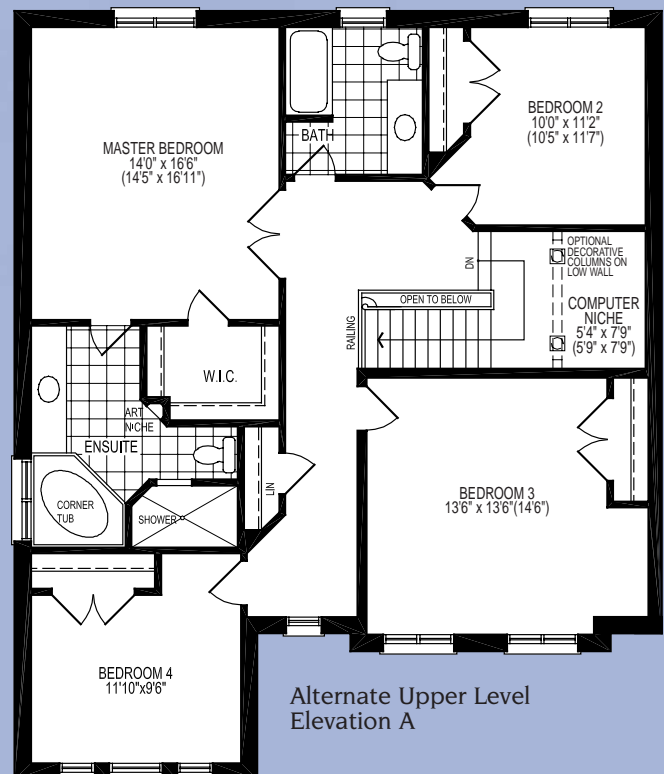 BATH
BEDROOM 2
10'0" x 11'2"
(10'5" x 11'7")
MASTER BEDROOM
14'0" x 16'6"
(14'5" x 16'11")
DN
OPTIONAL
DECORATIVE
COLUMNS ON
LOW WALL
OPEN TO BELOW
RAILING
COMPUTER
NICHE
5'4" x 7'9"
(5'9" x 7'9")
W.I.C.
ART
NICHE
ENSUITE
LIN
CORNER
TUB
SHOWER
BEDROOM 3
13'6" x 13'6"(14'6")
BEDROOM 4
11'10"x9'6"
Alternate Upper Level
Elevation A